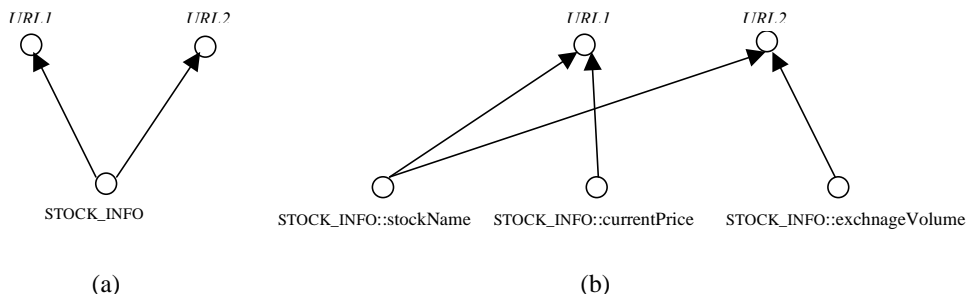 URL1
URL2
URL1
URL2
STOCK_INFO
STOCK_INFO::stockName
STOCK_INFO::currentPrice
STOCK_INFO::exchnageVolume
(a)
(b)